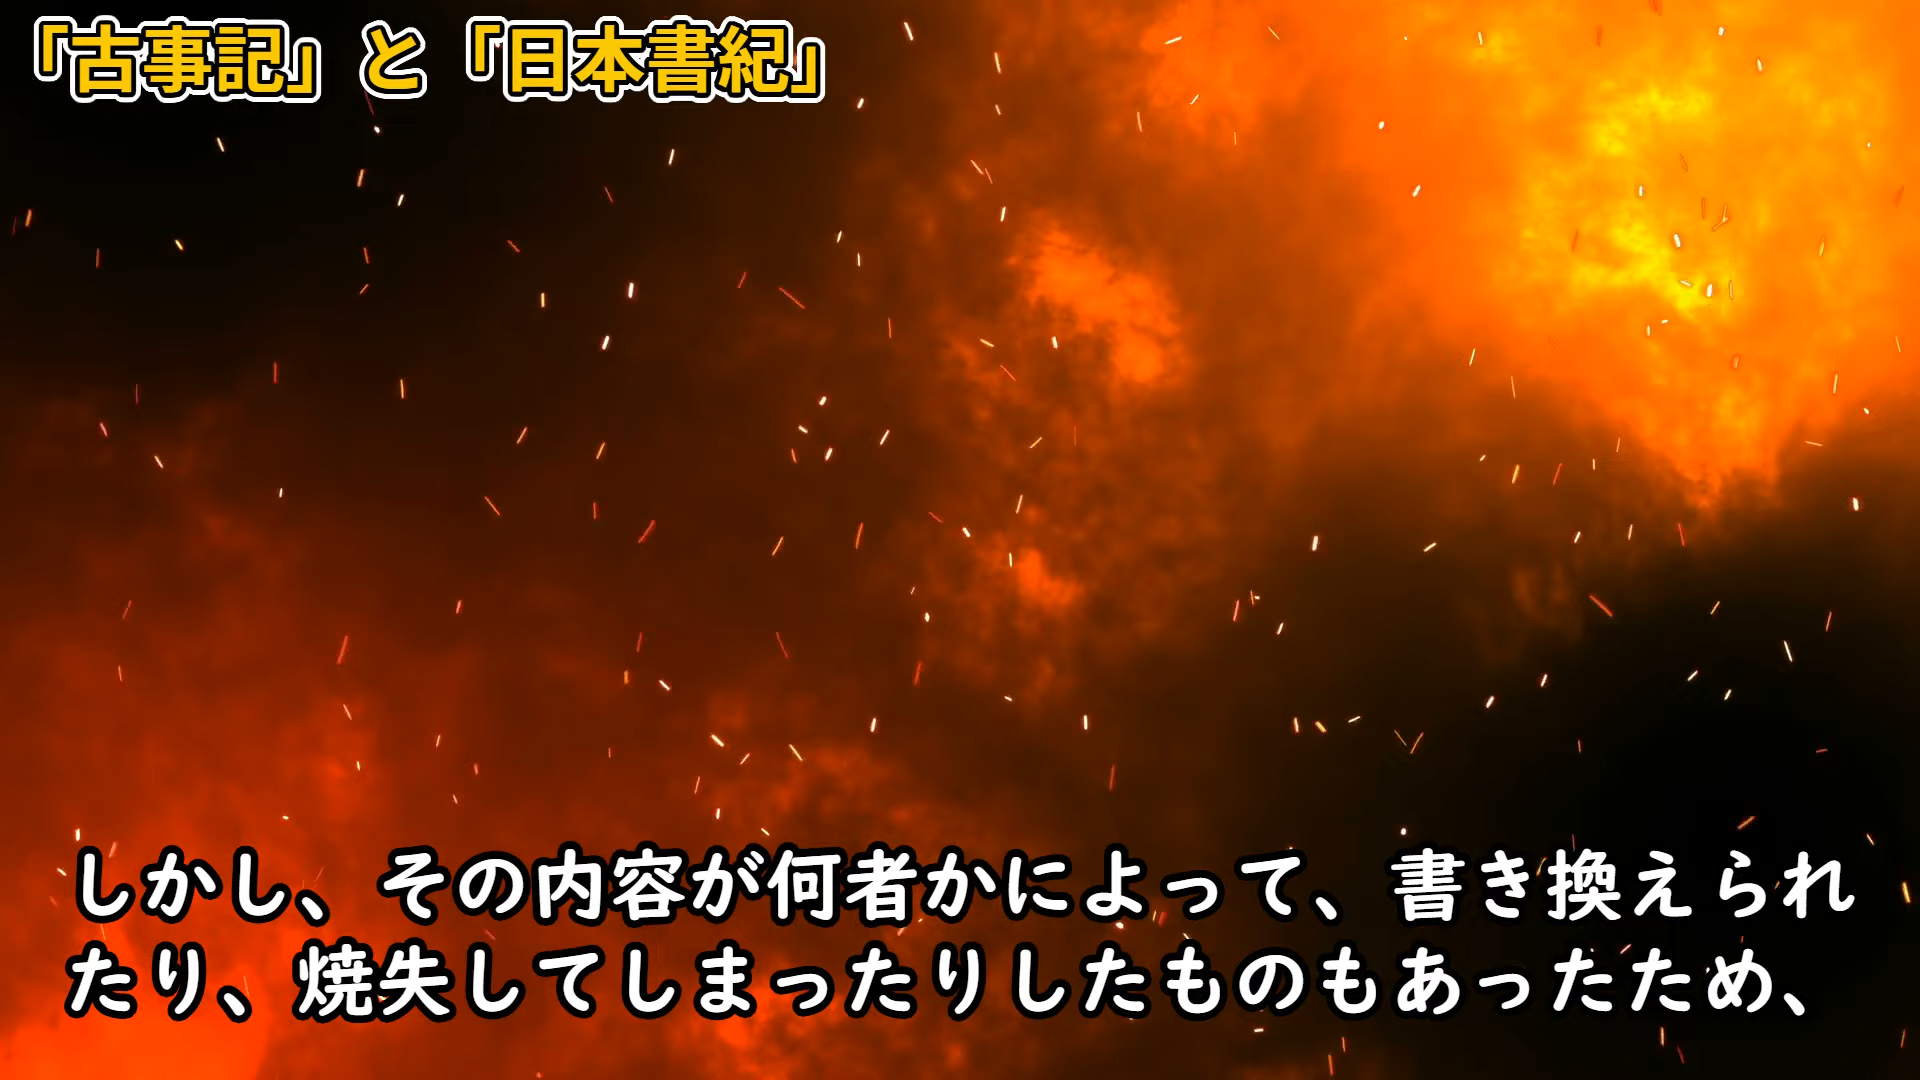 「古事記」と「日本書紀」
しかし、その内容が何者かによって、書き換えられ
たり、焼失してしまったりしたものもあったため、